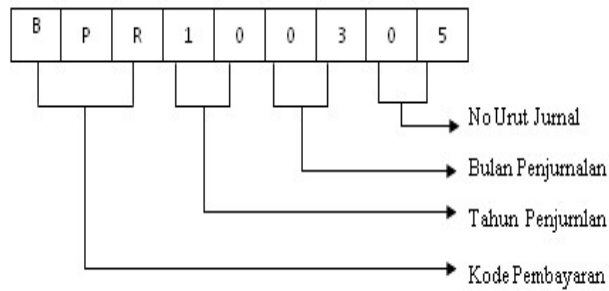 B P R 1 0 0 3 0 5
No Urut Jurnal
Bulan Penjurnalan
Tahun Penjurnlan
Kode Pembayaran